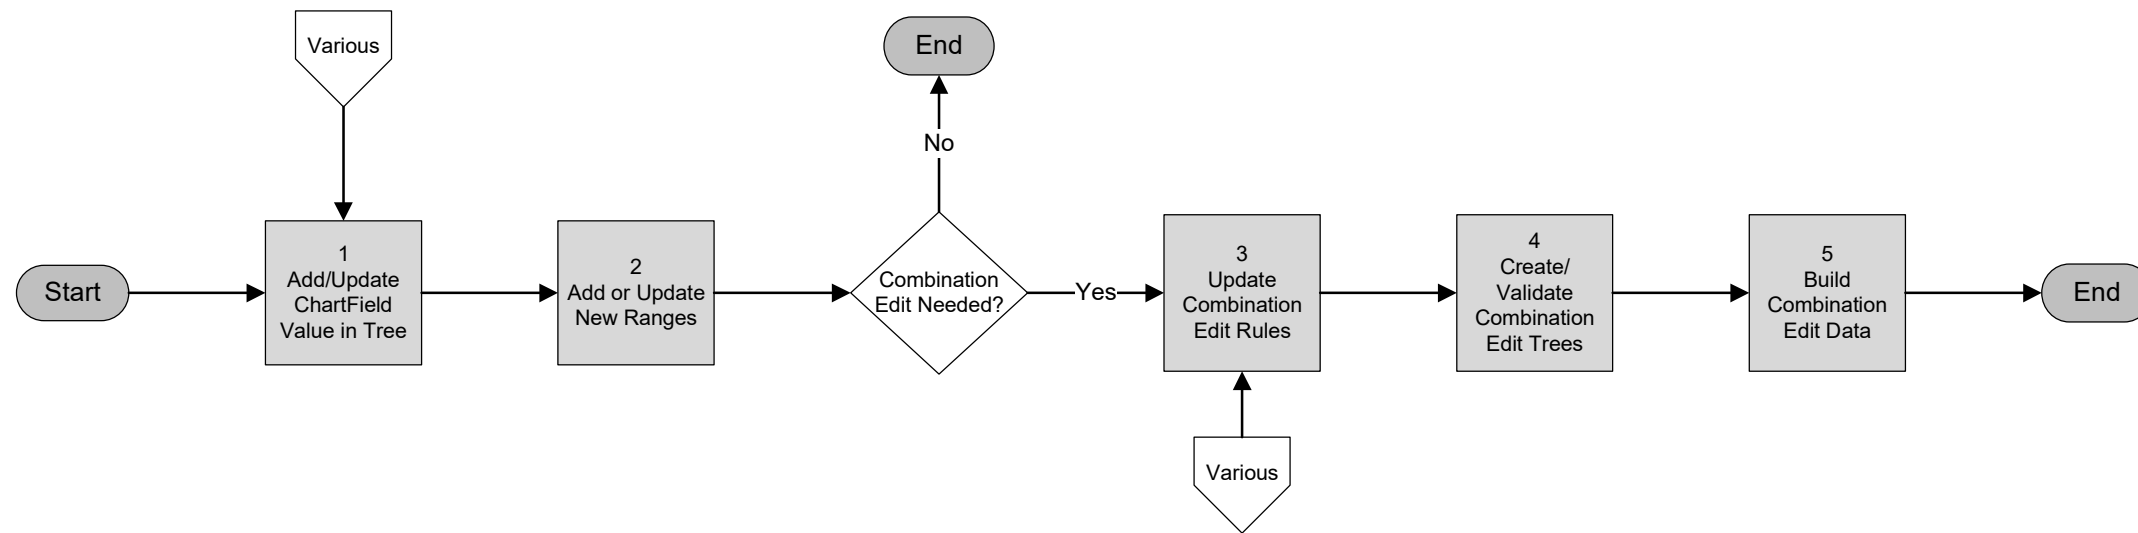 Various
End
No
Start
1
Add/Update
ChartField
Value in Tree
2
Add or Update
New Ranges
Combination
Edit Needed?
Yes
3
Update
Combination
Edit Rules
4
Create/
Validate
Combination
Edit Trees
5
Build
Combination
Edit Data
End
Various